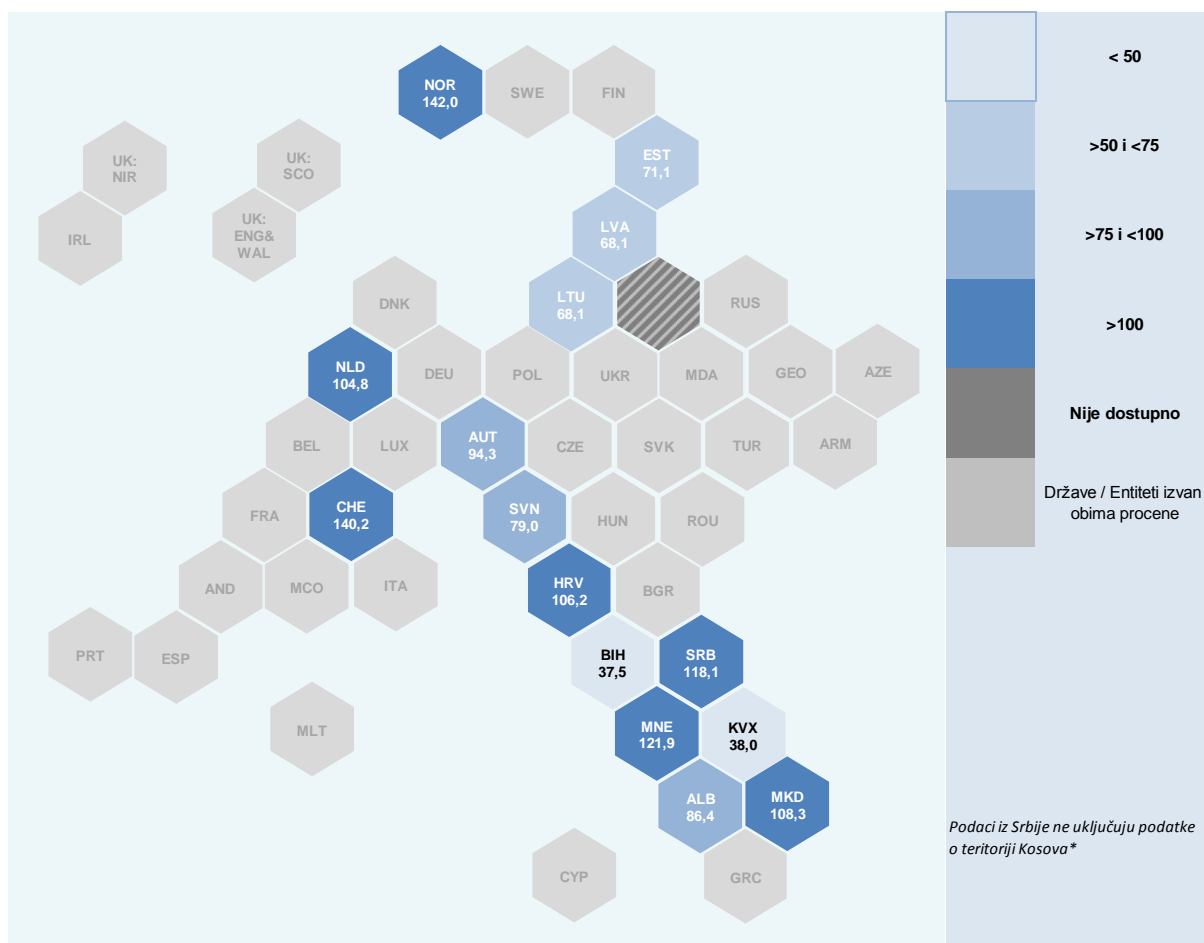 NOR
142,0
SWE
FIN
UK:
NIR
UK:
SCO
EST
71,1
IRL
UK:
ENG&
WAL
LVA
68,1
DNK
LTU
68,1
RUS
NLD
104,8
DEU
POL
UKR
MDA
GEO
AZE
BEL
LUX
AUT
94,3
CZE
SVK
TUR
ARM
FRA
CHE
140,2
SVN
79,0
HUN
ROU
AND
MCO
ITA
HRV
106,2
BGR
PRT
ESP
BIH
37,5
SRB
118,1
MLT
MNE
121,9
KVX
38,0
ALB
86,4
MKD
108,3
CYP
GRC
< 50
>50 i <75
>75 i <100
>100
Nije dostupno
Države / Entiteti izvan
obima procene
Podaci iz Srbije ne uključuju podatke
o teritoriji Kosova*